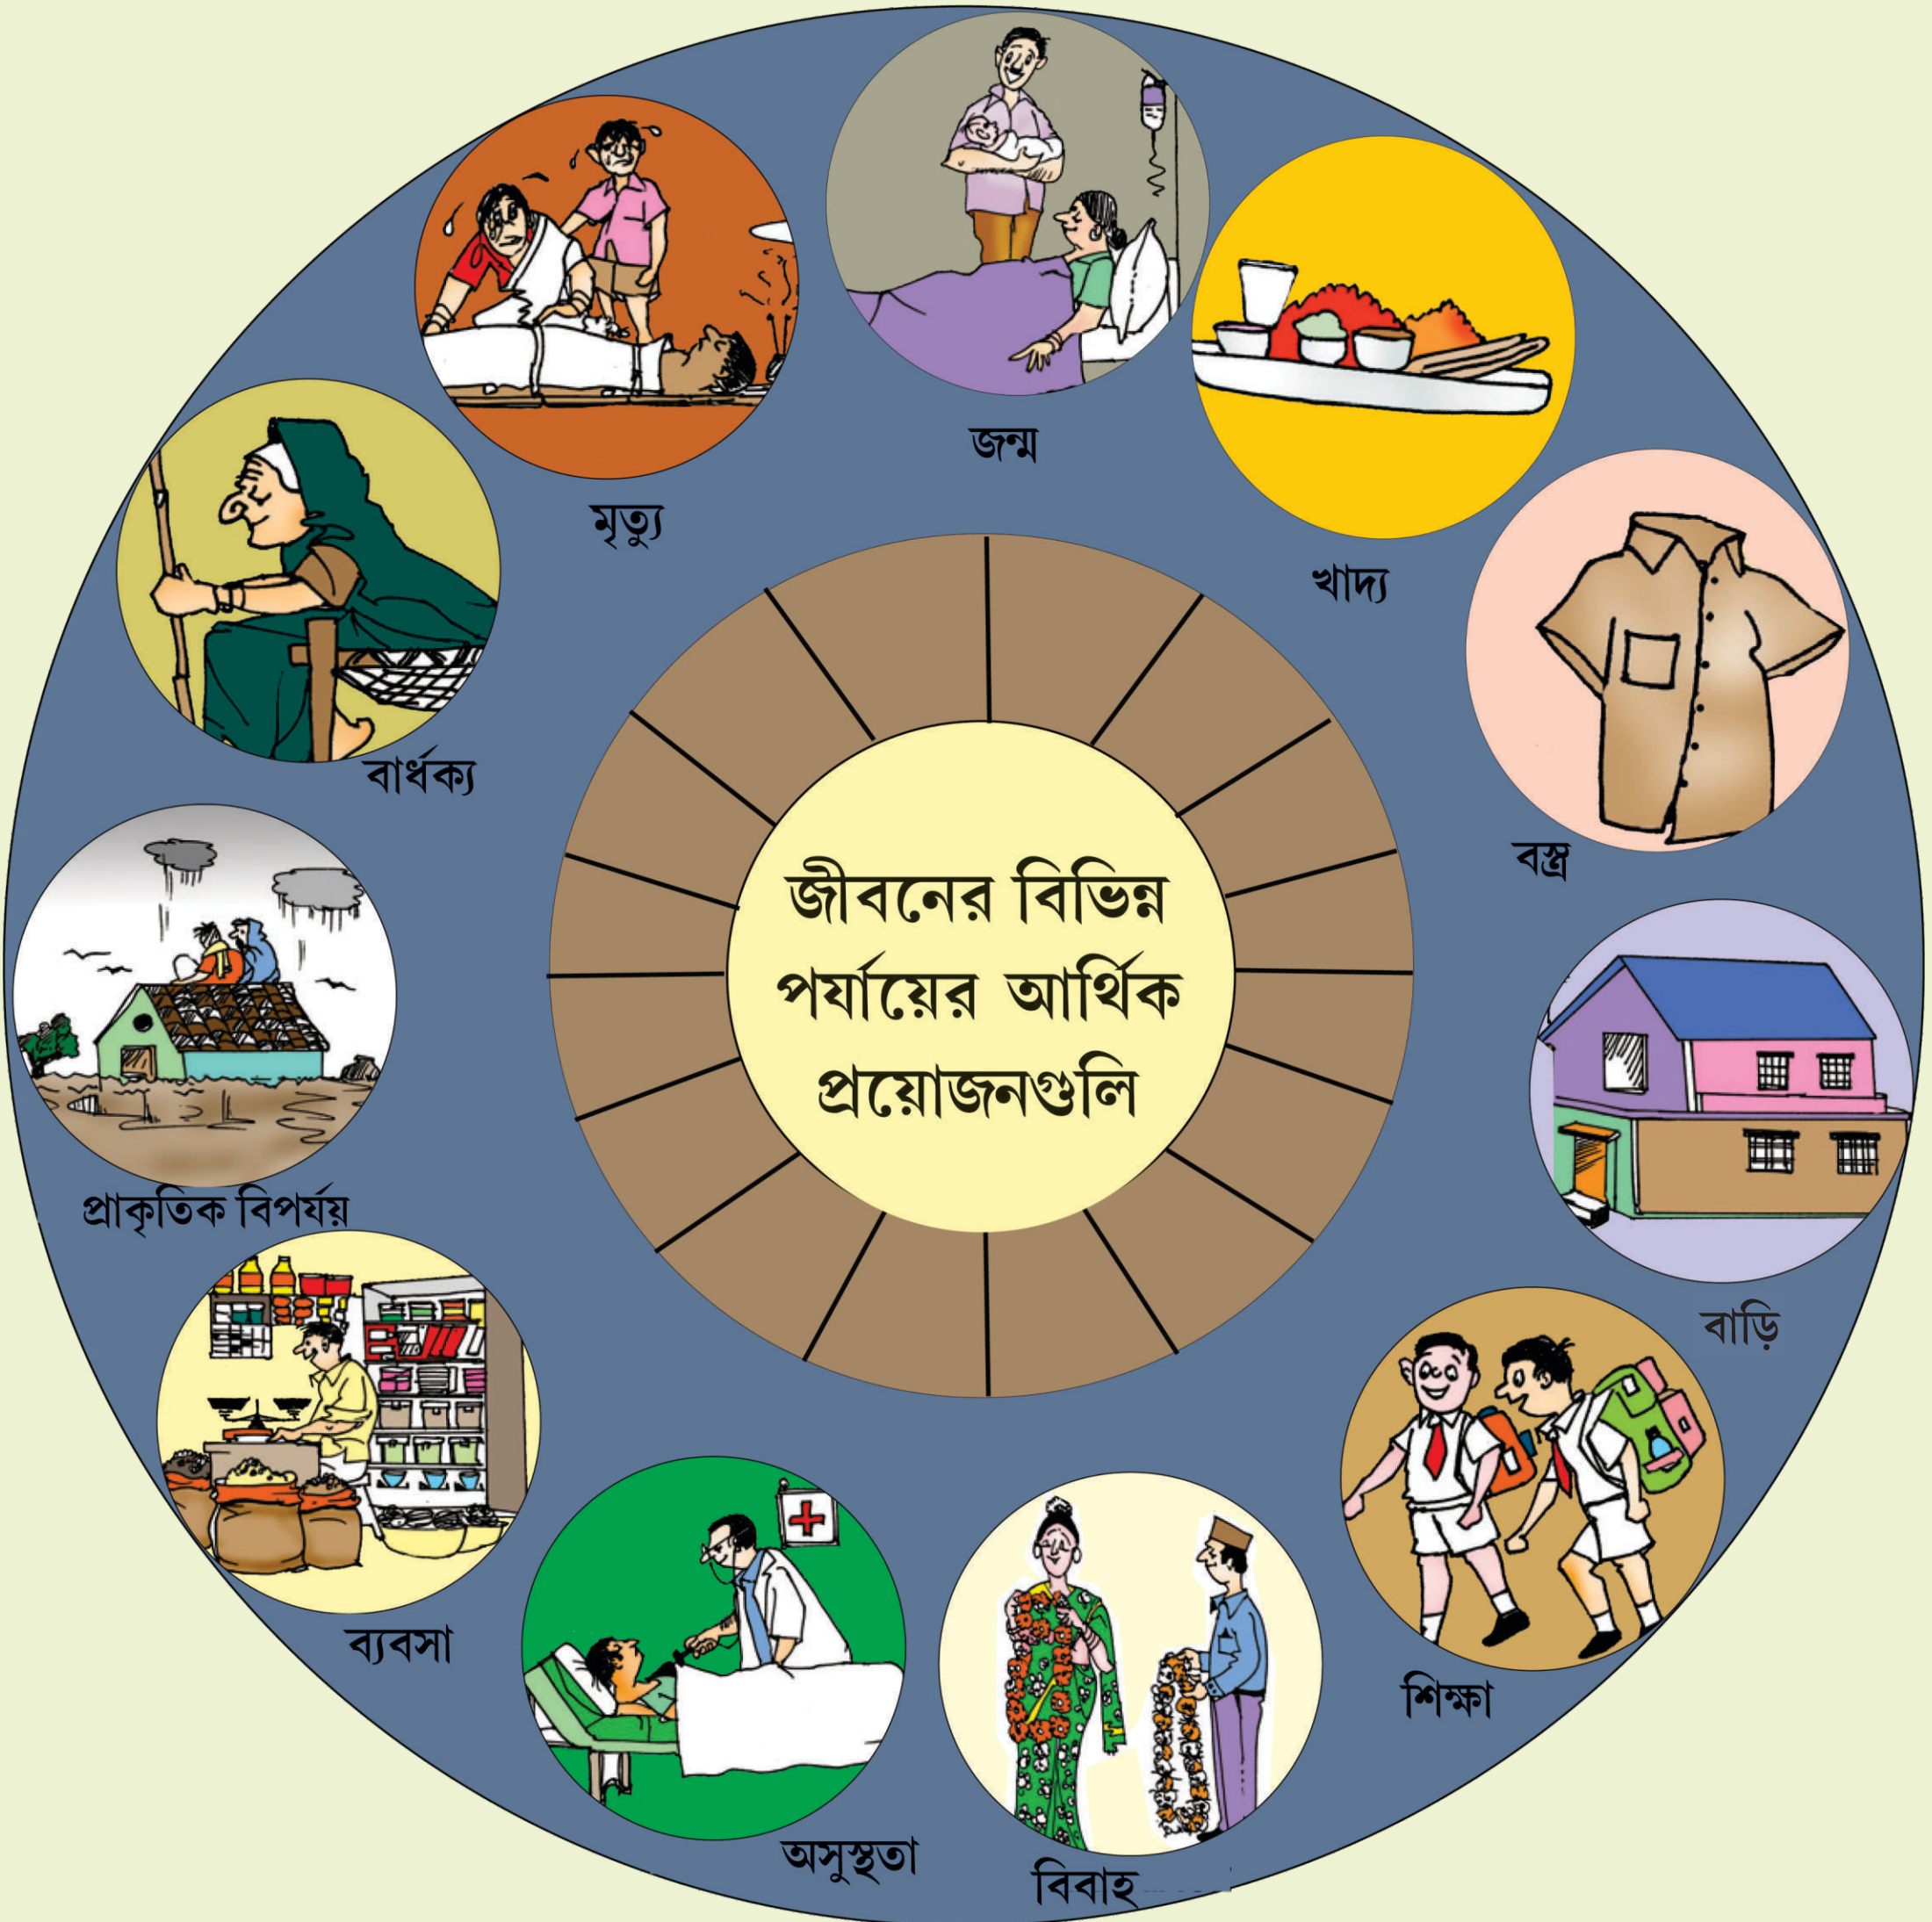 জন্ম
খাদ্য
বস্ত্র
বাড়ি
শিক্ষা
বিবাহ
অসুস্থতা
ব্যবসা
প্রাকৃতিক বিপর্যয়
বার্ধক্য
মৃত্যু
জীবনের বিভিন্ন
পর্যায়ের আর্থিক
প্রয়োজনগুলি